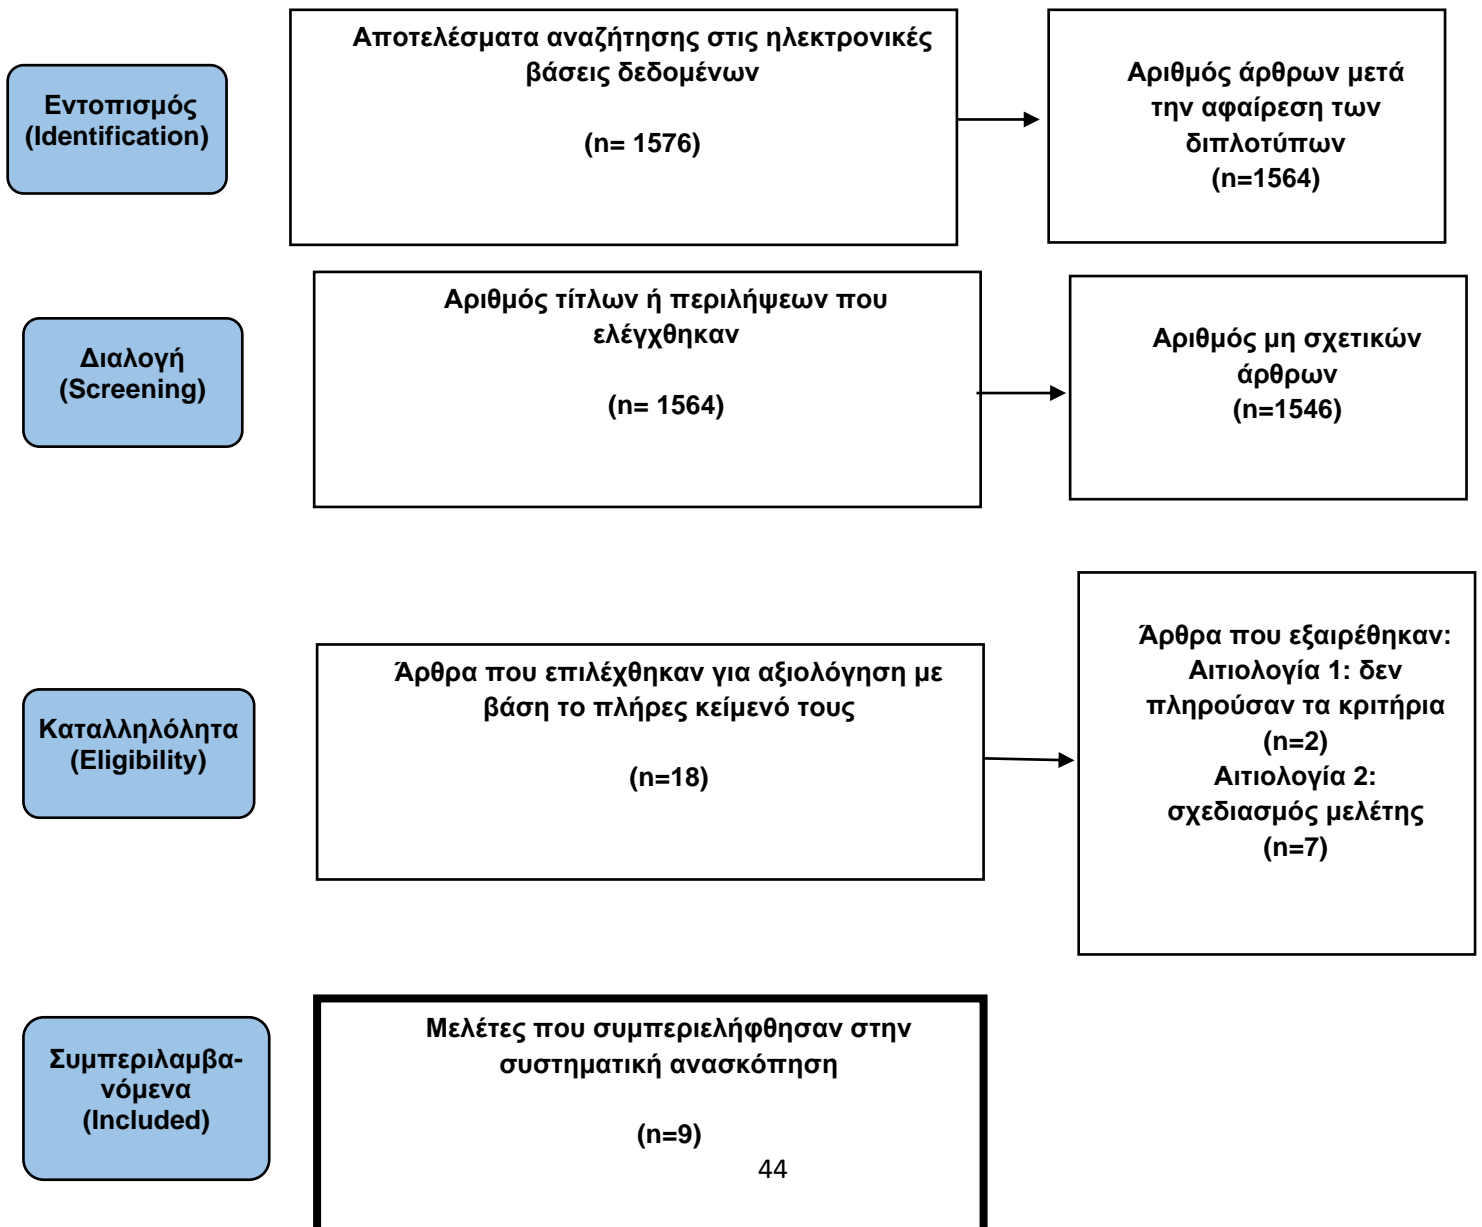 Εντοπισμός
(Identification)
Αποτελέσματα αναζήτησης στις ηλεκτρονικές
βάσεις δεδομένων
(n= 1576)
Αριθμός άρθρων μετά
την αφαίρεση των
διπλοτύπων
(n=1564)
Διαλογή
(Screening)
Αριθμός τίτλων ή περιλήψεων που
ελέγχθηκαν
(n= 1564)
Αριθμός μη σχετικών
άρθρων
(n=1546)
Καταλληλόλητα
(Eligibility)
Άρθρα που επιλέχθηκαν για αξιολόγηση με
βάση το πλήρες κείμενό τους
(n=18)
Άρθρα που εξαιρέθηκαν:
Αιτιολογία 1: δεν
πληρούσαν τα κριτήρια
(n=2)
Αιτιολογία 2:
σχεδιασμός μελέτης
(n=7)
Συμπεριλαμβα-
νόμενα
(Included)
Μελέτες που συμπεριελήφθησαν στην
συστηματική ανασκόπηση
(n=9)
44